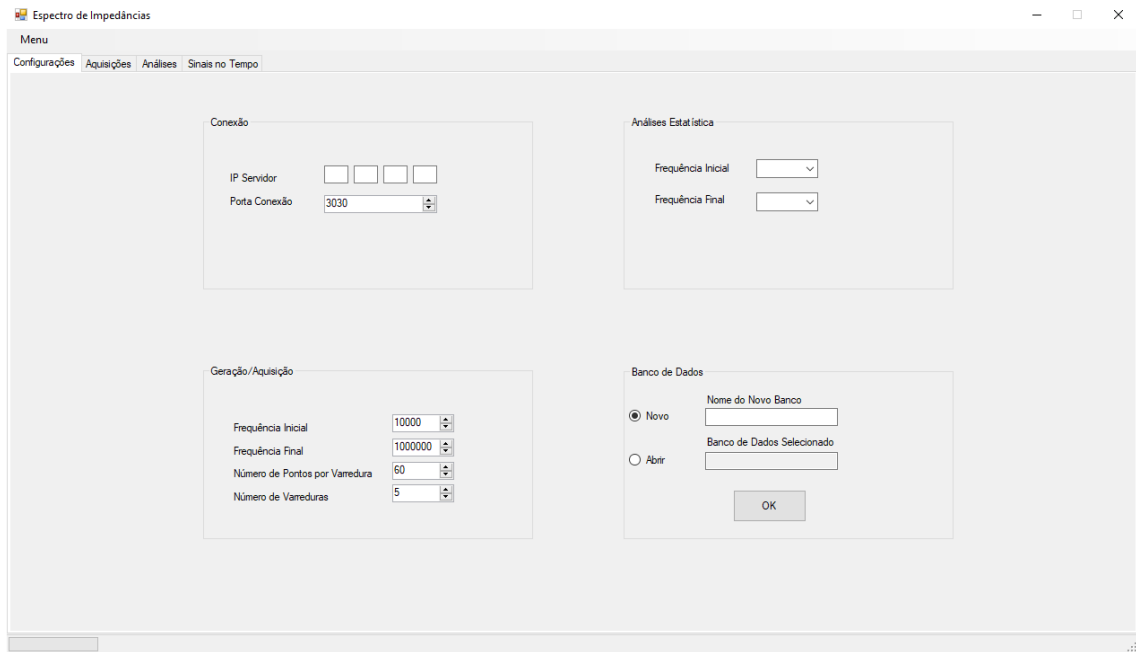 Espectro de Impedâncias
Menu
Configurações Aquisições Análises Sinais no Tempo
Conexão
IP Servidor
Porta Conexão 3030
Análises Estatística
Frequência Inicial
Frequência Final
Geração/Aquisição
Frequência Inicial 10000
Frequência Final 1000000
Número de Pontos por Varredura 60
Número de Varreduras 5
Banco de Dados
Nome do Novo Banco
Novo
Banco de Dados Selecionado
Abrir
OK